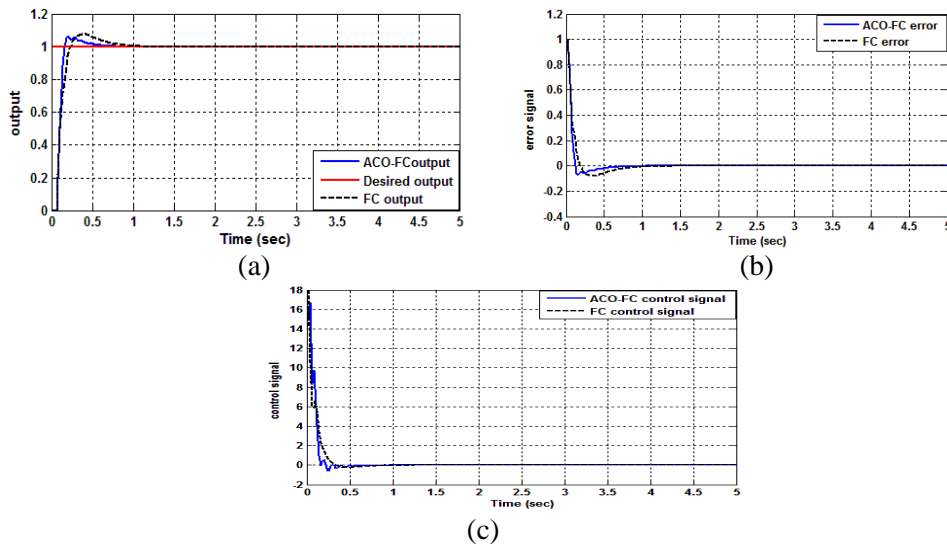 1.2
1
0.8
0.6
0.4
0.2
0
output
ACO-FCoutput
Desired output
FC output
0 0.5 1 1.5 2 2.5 3 3.5 4 4.5 5
Time (sec)
(a)
1.2
1
0.8
0.6
0.4
0.2
0
-0.2
-0.4
error signal
ACO-FC error
FC error
0 0.5 1 1.5 2 2.5 3 3.5 4 4.5 5
Time (sec)
(b)
18
16
14
12
10
8
6
4
2
0
-2
control signal
ACO-FC control signal
FC control signal
0 0.5 1 1.5 2 2.5 3 3.5 4 4.5 5
Time (sec)
(c)